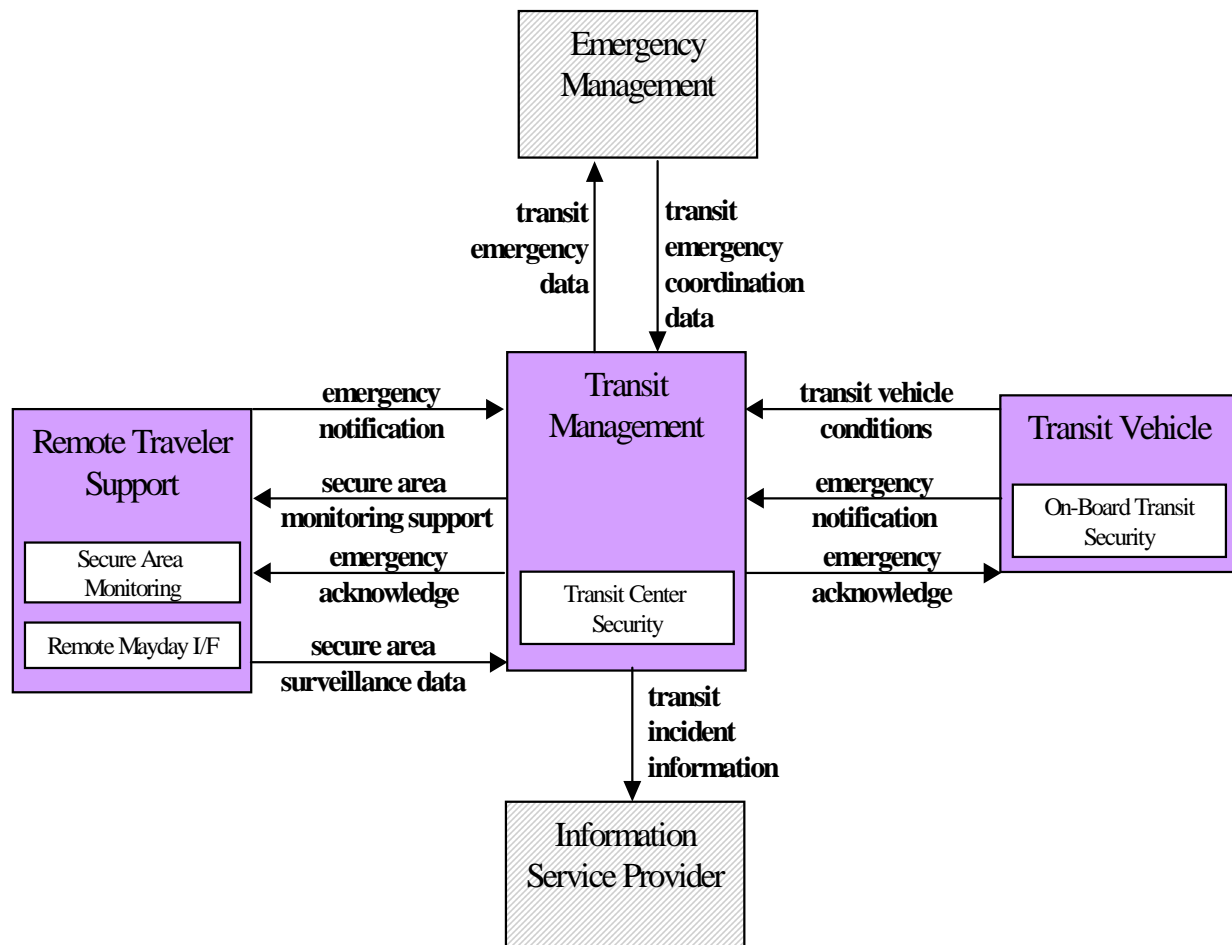 Emergency
Management
transit
emergency
data
transit
emergency
coordination
data
Remote Traveler
Support
Secure Area
Monitoring
Remote Mayday I/F
emergency
notification
secure area
monitoring support
emergency
acknowledge
secure area
surveillance data
Transit
Management
Transit Center
Security
transit vehicle
conditions
emergency
notification
emergency
acknowledge
Transit Vehicle
On-Board Transit
Security
transit
incident
information
Information
Service Provider